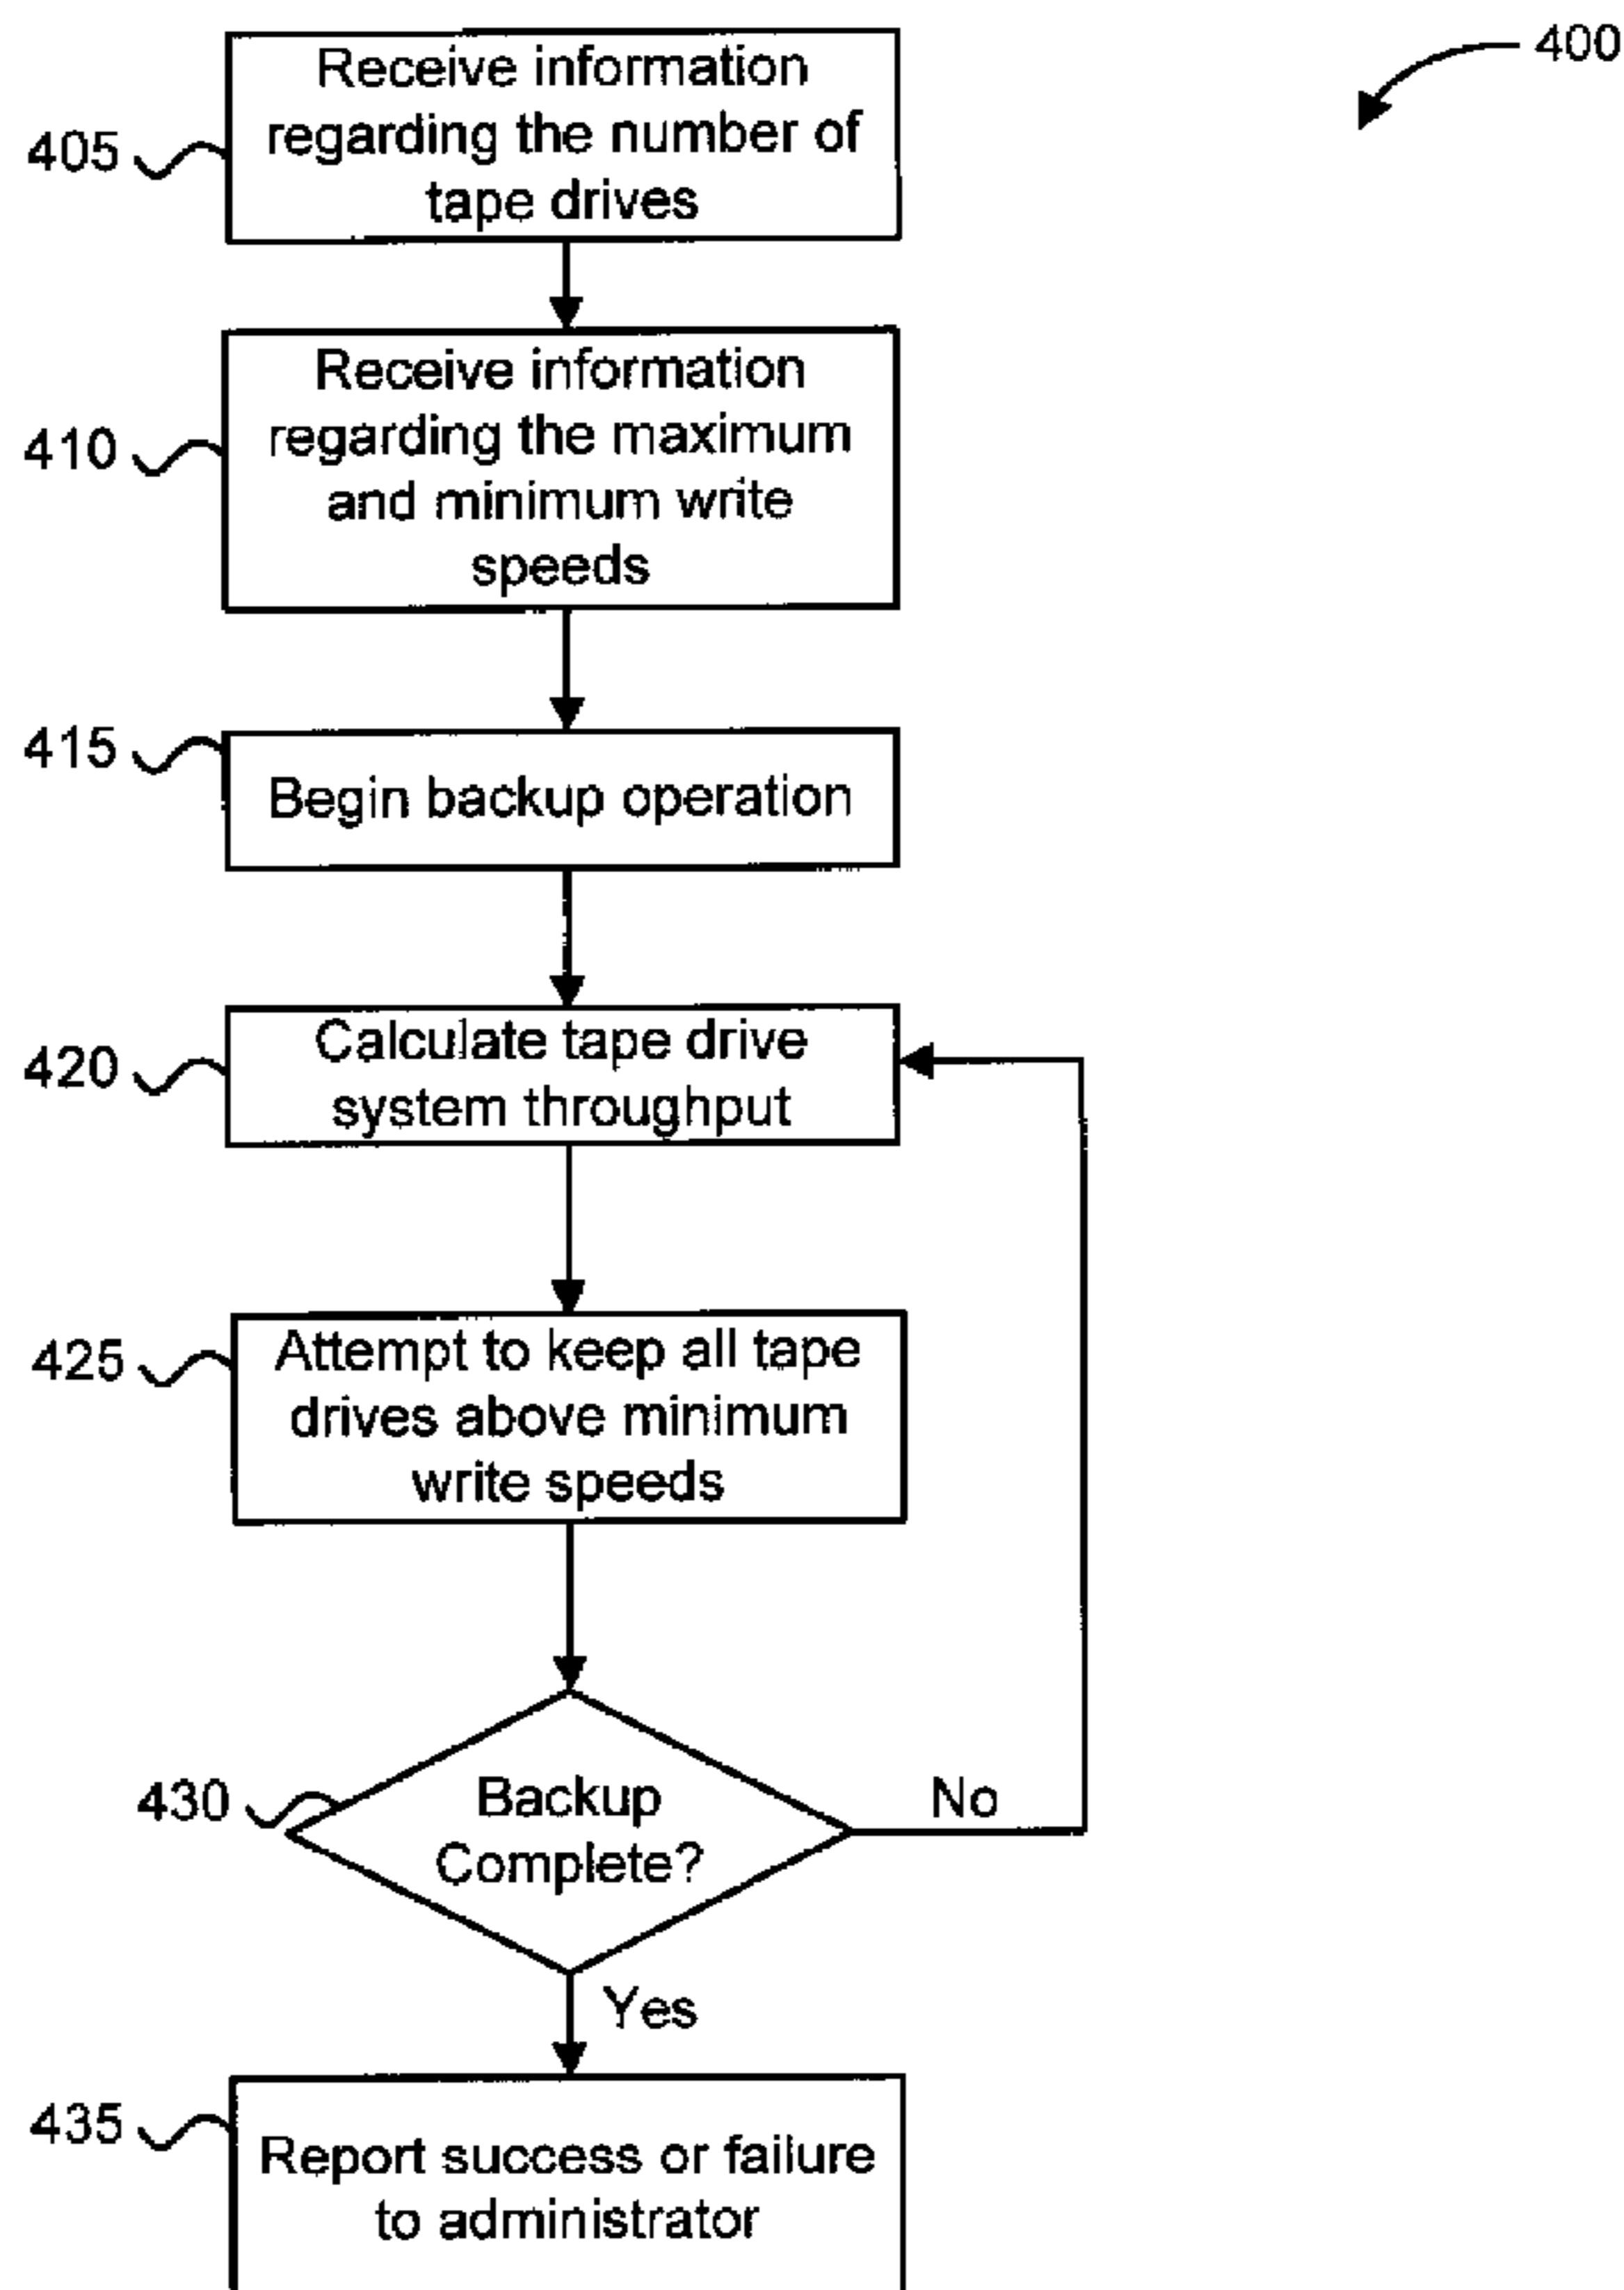 400
405
Receive information
regarding the number of
tape drives
410
Receive information
regarding the maximum
and minimum write
speeds
415
Begin backup operation
420
Calculate tape drive
system throughput
425
Attempt to keep all tape
drives above minimum
write speeds
430
Backup
Complete?
No
Yes
435
Report success or failure
to administrator